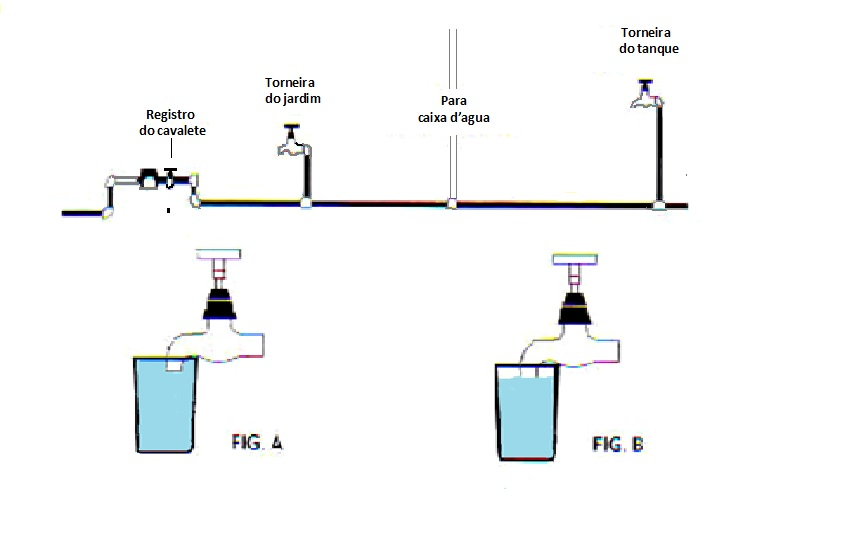 Torneira
do tanque
Torneira
do jardim
Para
caixa d'agua
Registro
do cavalete
FIG. A
FIG. B